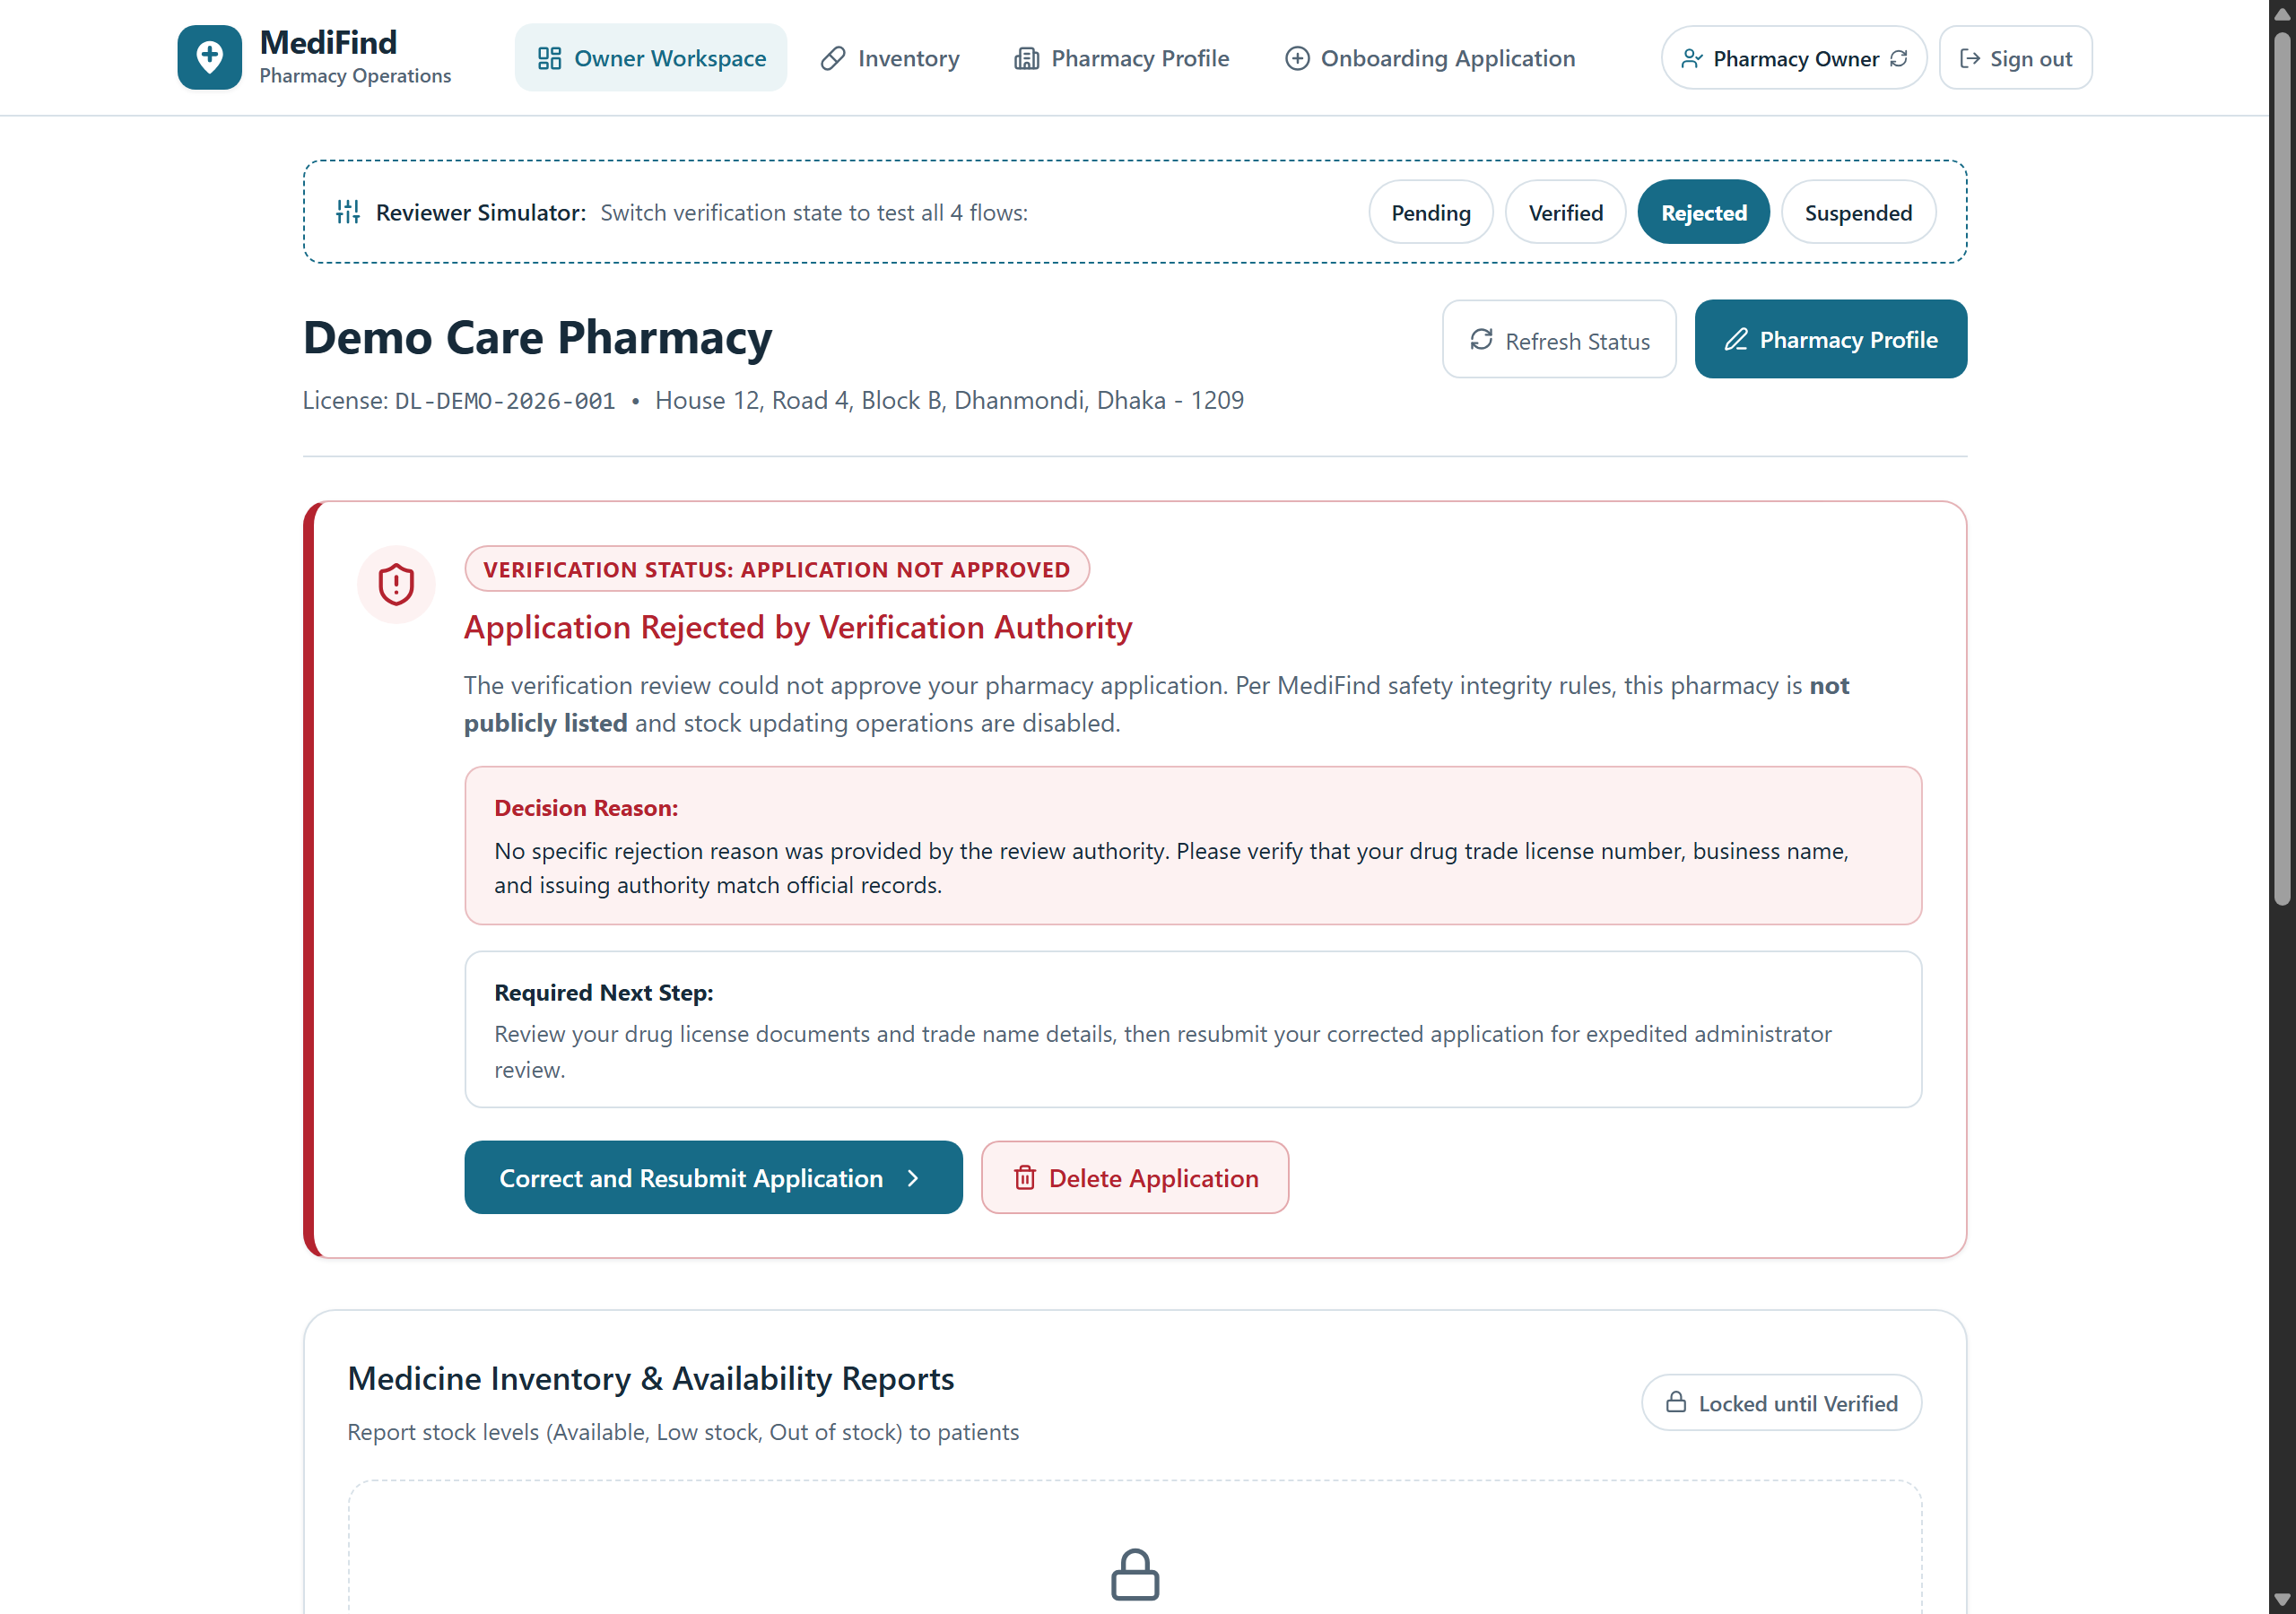 MediFind
Pharmacy Operations
Owner Workspace
Inventory
Pharmacy Profile
Onboarding Application
Pharmacy Owner
Sign out
Reviewer Simulator: Switch verification state to test all 4 flows:
Pending
Verified
Rejected
Suspended
Demo Care Pharmacy
Refresh Status
Pharmacy Profile
License: DL-DEMO-2026-001 • House 12, Road 4, Block B, Dhanmondi, Dhaka - 1209
VERIFICATION STATUS: APPLICATION NOT APPROVED
Application Rejected by Verification Authority
The verification review could not approve your pharmacy application. Per MediFind safety integrity rules, this pharmacy is not
publicly listed and stock updating operations are disabled.
Decision Reason:
No specific rejection reason was provided by the review authority. Please verify that your drug trade license number, business name,
and issuing authority match official records.
Required Next Step:
Review your drug license documents and trade name details, then resubmit your corrected application for expedited administrator
review.
Correct and Resubmit Application
Delete Application
Medicine Inventory & Availability Reports
Locked until Verified
Report stock levels (Available, Low stock, Out of stock) to patients